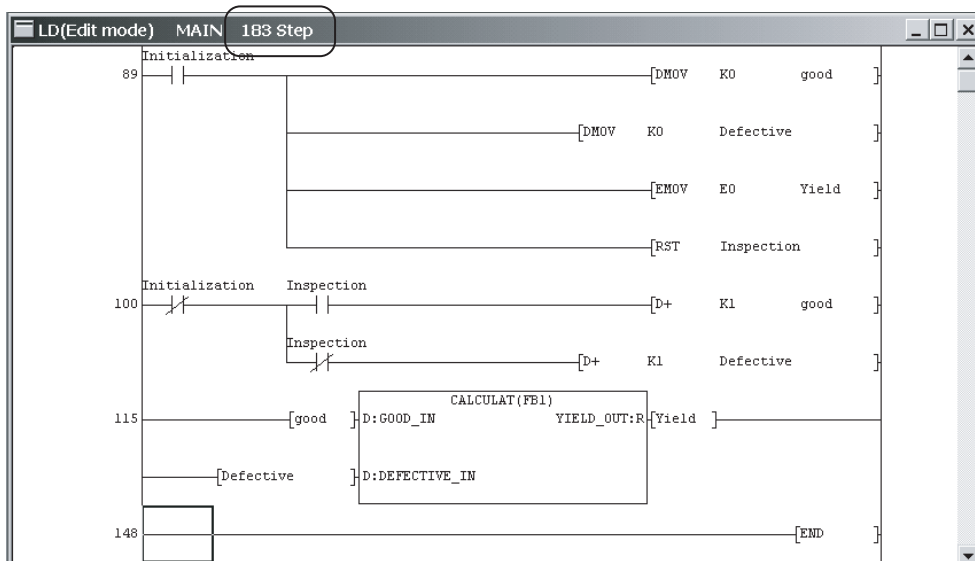 LD(Edit mode) MAIN 183 Step
Initialization
89 [DMOV K0 good ]
[DMOV K0 Defective ]
[EMOV E0 Yield ]
[RST Inspection ]
Initialization Inspection
100 [D+ K1 good ]
Inspection
[D+ K1 Defective ]
CALCULAT(FB1)
115 [good ] D:GOOD_IN YIELD_OUT:R [Yield ]
[Defective ] D:DEFECTIVE_IN
148 [END ]